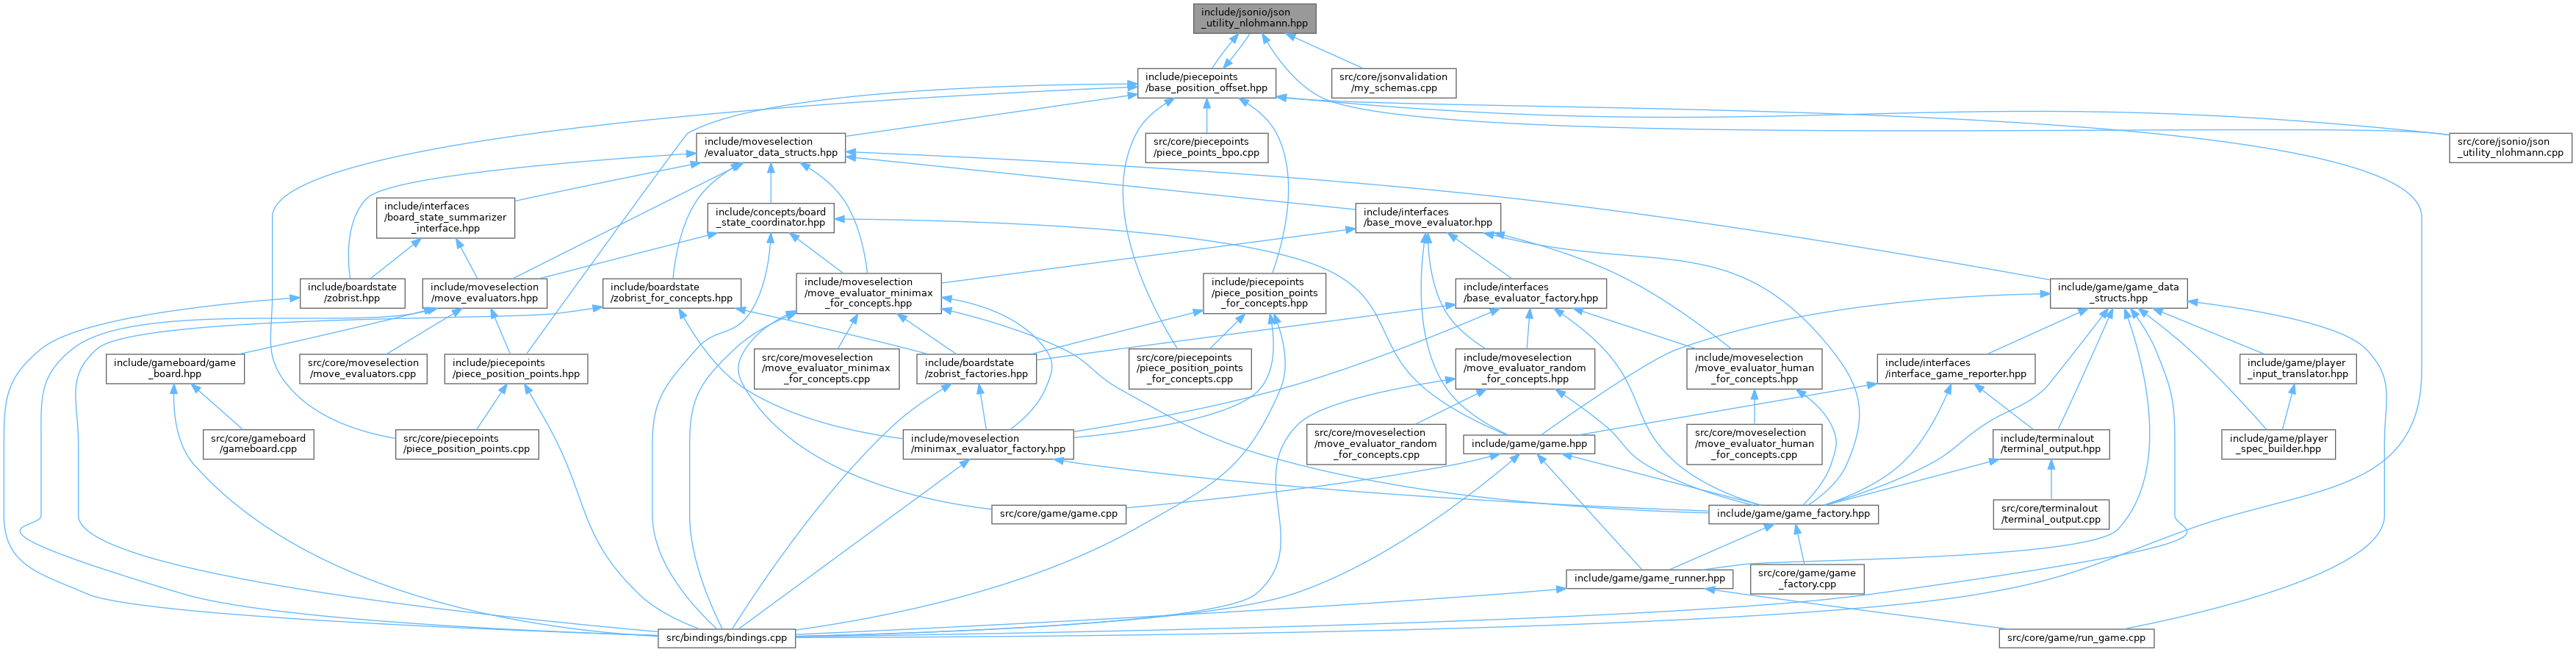 include/jsonio/json
_utility_nlohmann.hpp
include/piecepoints
/base_position_offset.hpp
src/core/jsonvalidation
/my_schemas.cpp
include/moveselection
/evaluator_data_structs.hpp
src/core/piecepoints
/piece_points_bpo.cpp
src/core/jsonio/json
_utility_nlohmann.cpp
include/interfaces
/board_state_summarizer
_interface.hpp
include/concepts/board
_state_coordinator.hpp
include/interfaces
/base_move_evaluator.hpp
include/boardstate
/zobrist.hpp
include/moveselection
/move_evaluators.hpp
include/boardstate
/zobrist_for_concepts.hpp
include/moveselection
/move_evaluator_minimax
_for_concepts.hpp
include/piecepoints
/piece_position_points
_for_concepts.hpp
include/interfaces
/base_evaluator_factory.hpp
include/game/game_data
_structs.hpp
include/gameboard/game
_board.hpp
src/core/moveselection
/move_evaluators.cpp
include/piecepoints
/piece_position_points.hpp
src/core/moveselection
/move_evaluator_minimax
_for_concepts.cpp
include/boardstate
/zobrist_factories.hpp
src/core/piecepoints
/piece_position_points
_for_concepts.cpp
include/moveselection
/move_evaluator_random
_for_concepts.hpp
include/moveselection
/move_evaluator_human
_for_concepts.hpp
include/interfaces
/interface_game_reporter.hpp
include/game/player
_input_translator.hpp
src/core/gameboard
/gameboard.cpp
src/core/piecepoints
/piece_position_points.cpp
include/moveselection
/minimax_evaluator_factory.hpp
src/core/moveselection
/move_evaluator_random
_for_concepts.cpp
include/game/game.hpp
src/core/moveselection
/move_evaluator_human
_for_concepts.cpp
include/terminalout
/terminal_output.hpp
include/game/player
_spec_builder.hpp
src/core/game/game.cpp
include/game/game_factory.hpp
src/core/terminalout
/terminal_output.cpp
include/game/game_runner.hpp
src/core/game/game
_factory.cpp
src/bindings/bindings.cpp
src/core/game/run_game.cpp